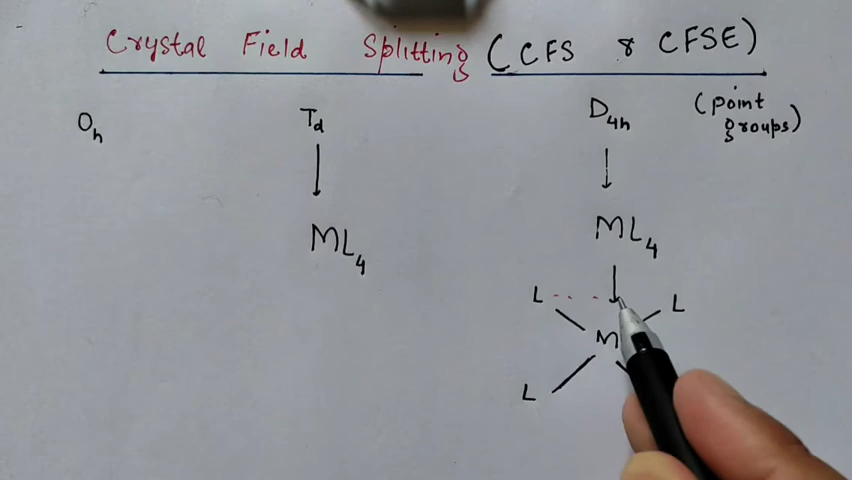 Crystal Field Splitting (CFS & CFSE)
Oh Td D4h (point groups)
ML4 ML4
L L
M
L